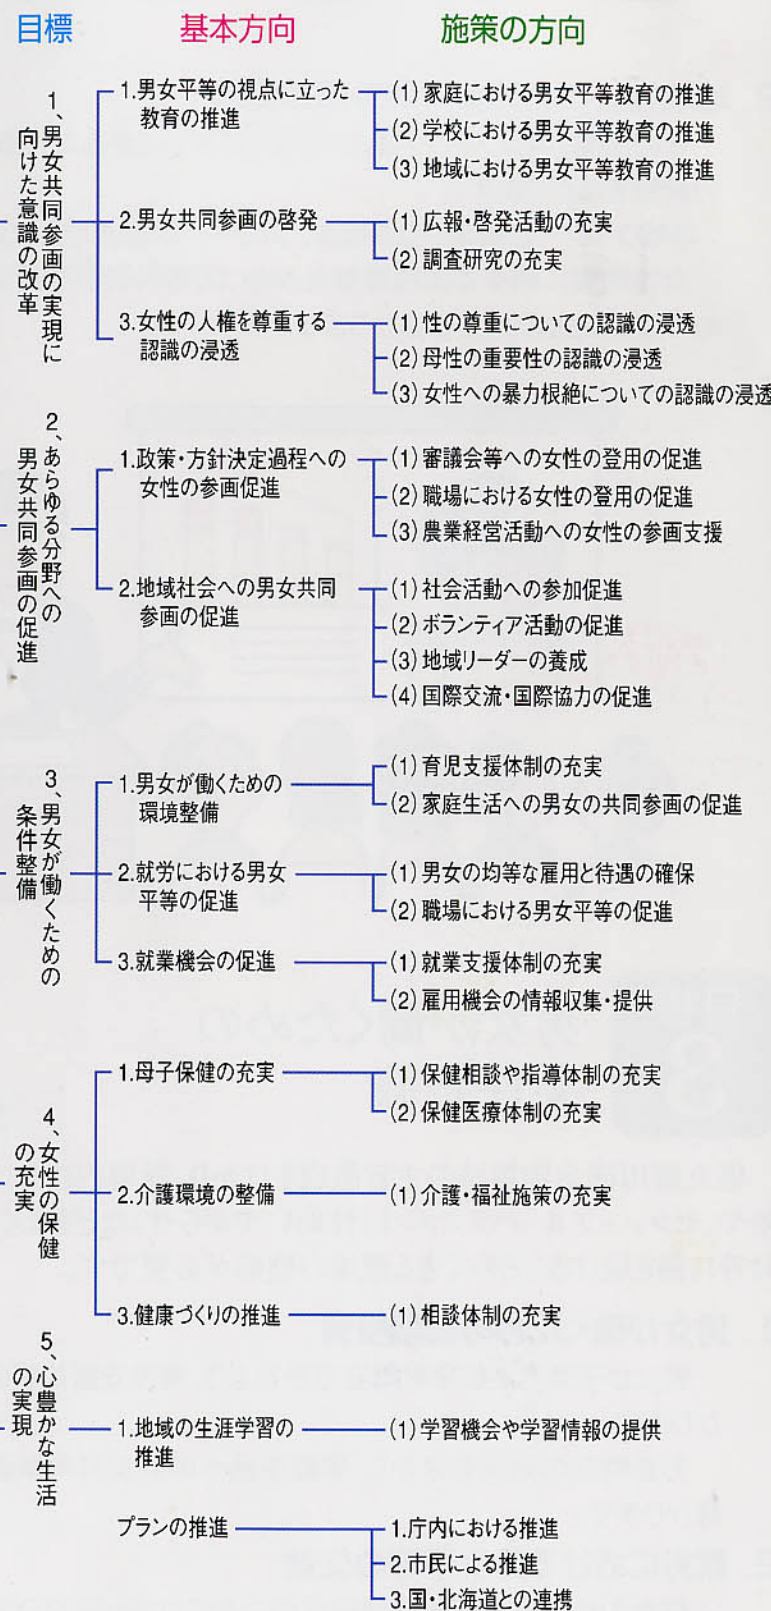 目標
基本方向
施策の方向
1、男女共同参画の実現に
向けた意識の改革
1.男女平等の視点に立った
教育の推進
(1) 家庭における男女平等教育の推進
(2) 学校における男女平等教育の推進
(3) 地域における男女平等教育の推進
2.男女共同参画の啓発
(1) 広報・啓発活動の充実
(2) 調査研究の充実
3.女性の人権を尊重する
認識の浸透
(1) 性の尊重についての認識の浸透
(2) 母性の重要性の認識の浸透
(3) 女性への暴力根絶についての認識の浸透
2、あらゆる分野への
男女共同参画の促進
1.政策・方針決定過程への
女性の参画促進
(1) 審議会等への女性の登用の促進
(2) 職場における女性の登用の促進
(3) 農業経営活動への女性の参画支援
2.地域社会への男女共同
参画の促進
(1) 社会活動への参加促進
(2) ボランティア活動の促進
(3) 地域リーダーの養成
(4) 国際交流・国際協力の促進
3、男女が働くための
条件整備
1.男女が働くための
環境整備
(1) 育児支援体制の充実
(2) 家庭生活への男女の共同参画の促進
2.就労における男女
平等の促進
(1) 男女の均等な雇用と待遇の確保
(2) 職場における男女平等の促進
3.就業機会の促進
(1) 就業支援体制の充実
(2) 雇用機会の情報収集・提供
4、女性の保健
の充実
1.母子保健の充実
(1) 保健相談や指導体制の充実
(2) 保健医療体制の充実
2.介護環境の整備
(1) 介護・福祉施策の充実
3.健康づくりの推進
(1) 相談体制の充実
5、心豊かな生活
の実現
1.地域の生涯学習の
推進
(1) 学習機会や学習情報の提供
プランの推進
1.庁内における推進
2.市民による推進
3.国・北海道との連携